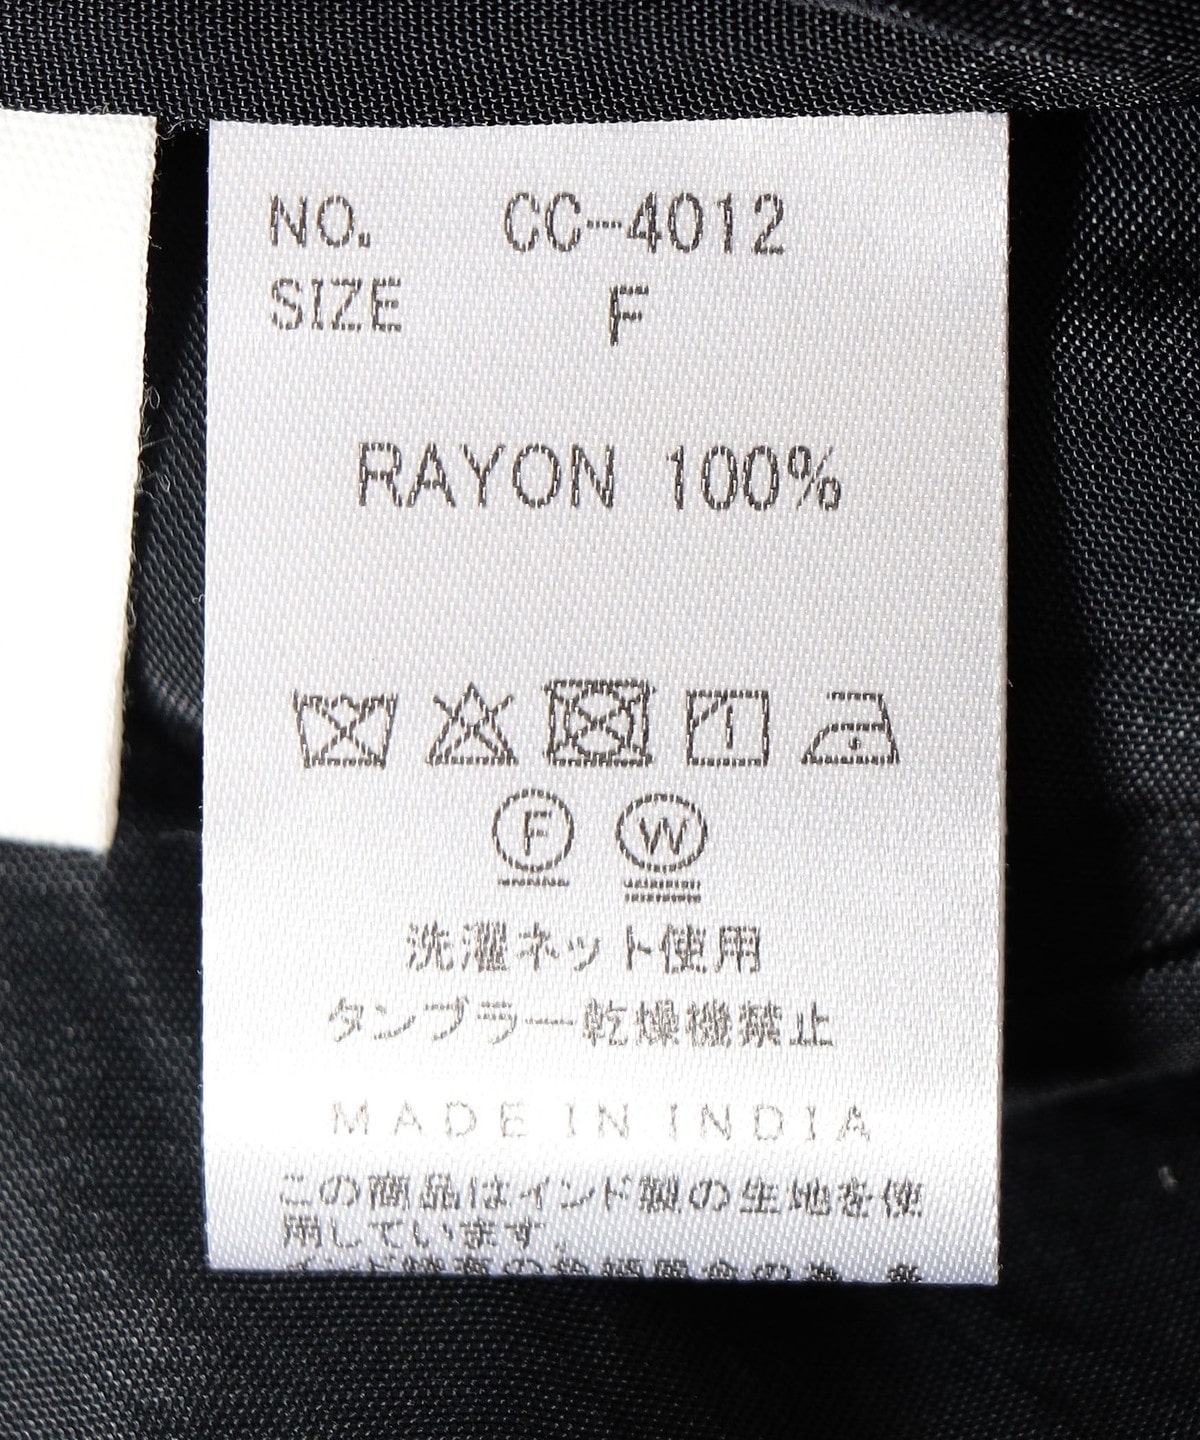 NO. CC-4012
SIZE F
RAYON 100%
F W
洗濯ネット使用
タンブラー乾燥機禁止
MADE IN INDIA
この商品はインド製の生地を使
用しています。